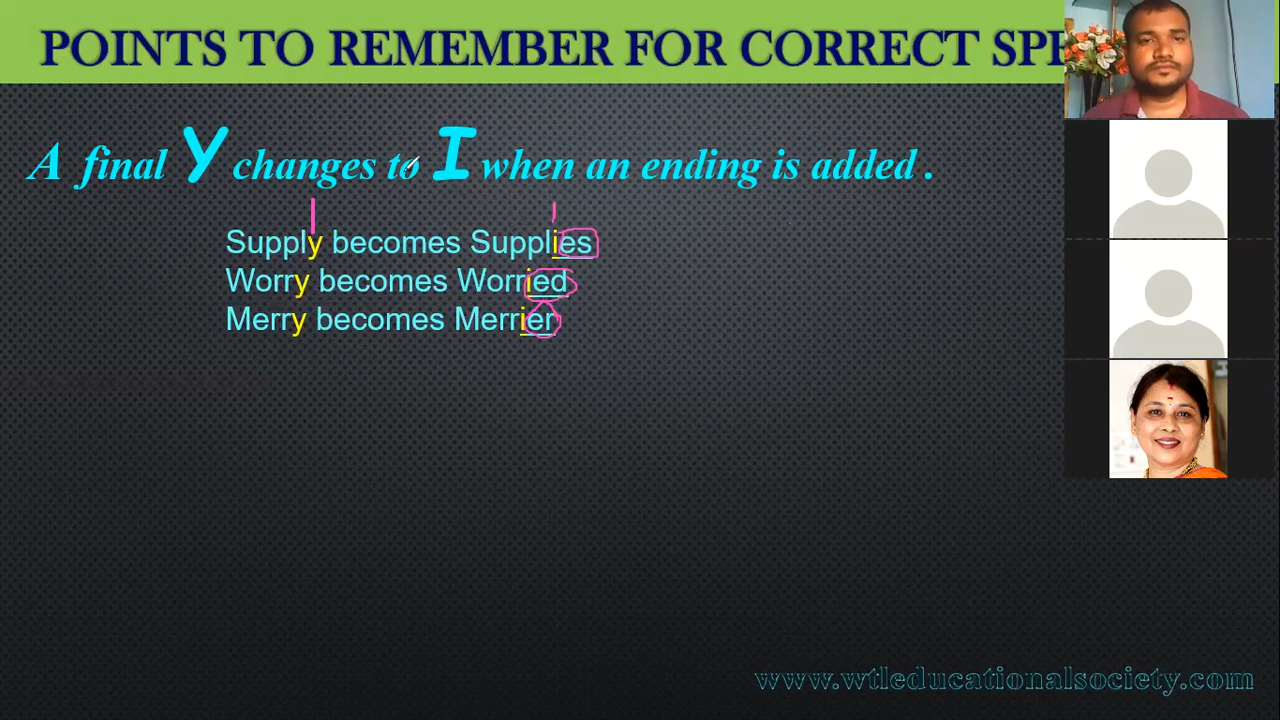 POINTS TO REMEMBER FOR CORRECT
A final Y changes to I when an ending is added .
Supply becomes Supplies
Worry becomes Worried
Merry becomes Merrier
www.wtleducationalsociety.com